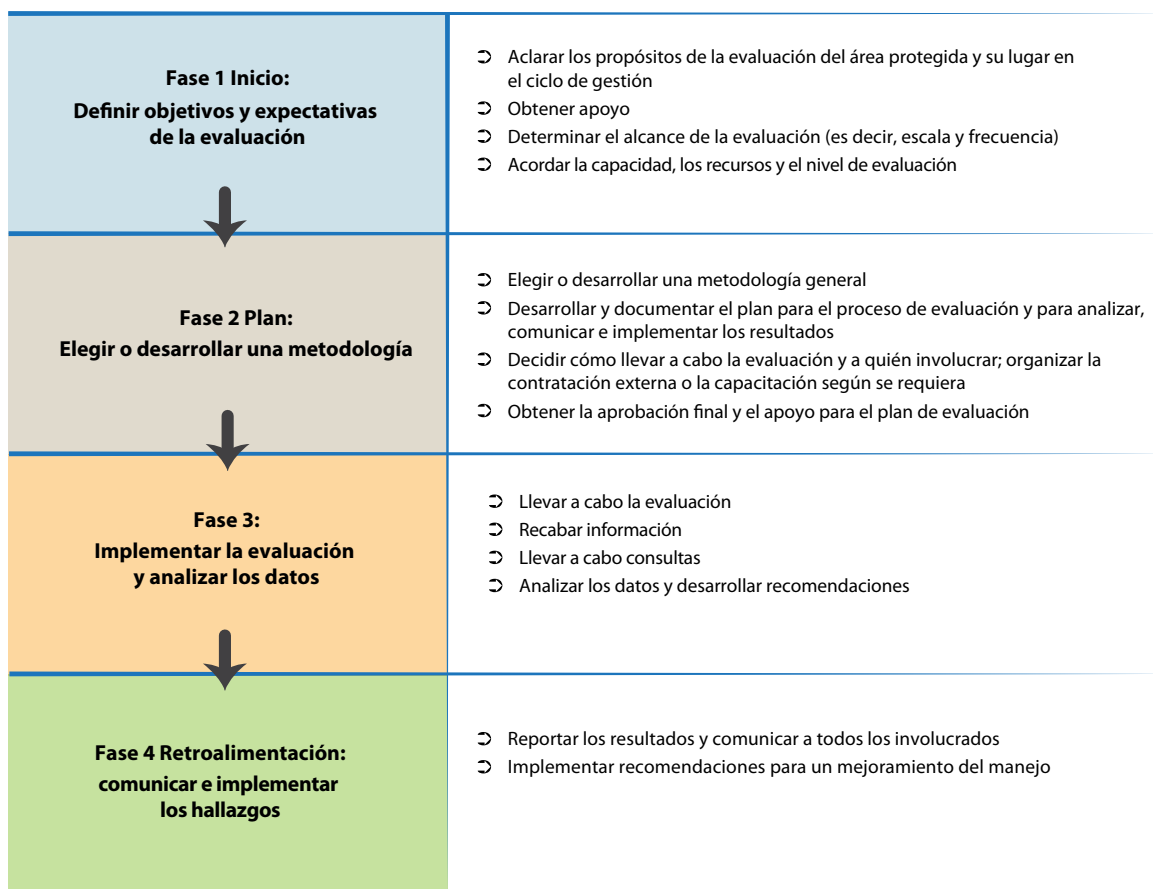 Fase 1 Inicio:
Definir objetivos y expectativas
de la evaluación
➲ Aclarar los propósitos de la evaluación del área protegida y su lugar en
el ciclo de gestión
➲ Obtener apoyo
➲ Determinar el alcance de la evaluación (es decir, escala y frecuencia)
➲ Acordar la capacidad, los recursos y el nivel de evaluación
Fase 2 Plan:
Elegir o desarrollar una metodología
➲ Elegir o desarrollar una metodología general
➲ Desarrollar y documentar el plan para el proceso de evaluación y para analizar,
comunicar e implementar los resultados
➲ Decidir cómo llevar a cabo la evaluación y a quién involucrar; organizar la
contratación externa o la capacitación según se requiera
➲ Obtener la aprobación final y el apoyo para el plan de evaluación
Fase 3:
Implementar la evaluación
y analizar los datos
➲ Llevar a cabo la evaluación
➲ Recabar información
➲ Llevar a cabo consultas
➲ Analizar los datos y desarrollar recomendaciones
Fase 4 Retroalimentación:
comunicar e implementar
los hallazgos
➲ Reportar los resultados y comunicar a todos los involucrados
➲ Implementar recomendaciones para un mejoramiento del manejo